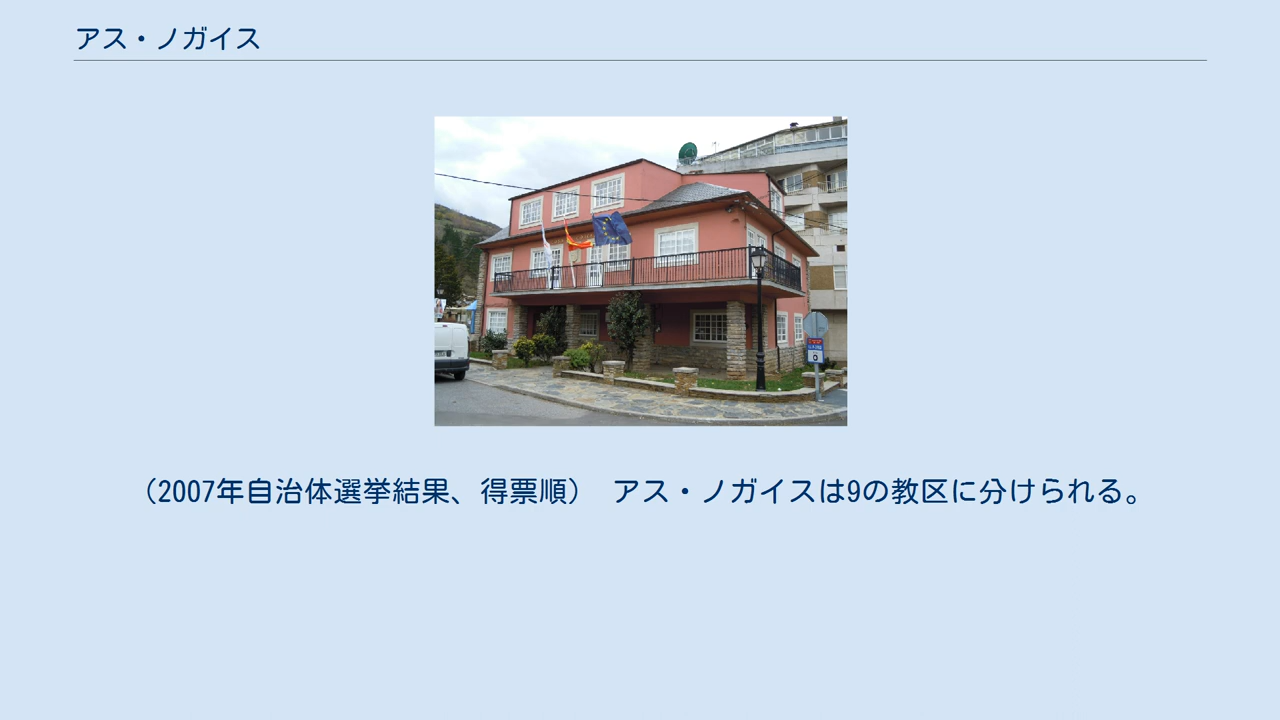 アス・ノガイス
（2007年自治体選挙結果、得票順）　アス・ノガイスは9の教区に分けられる。